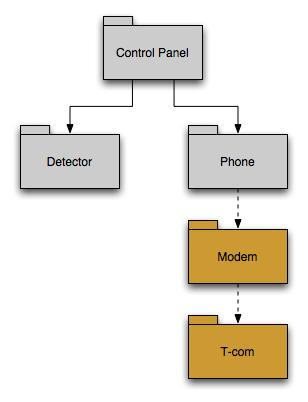 Control Panel
Detector
Phone
Modem
T-com